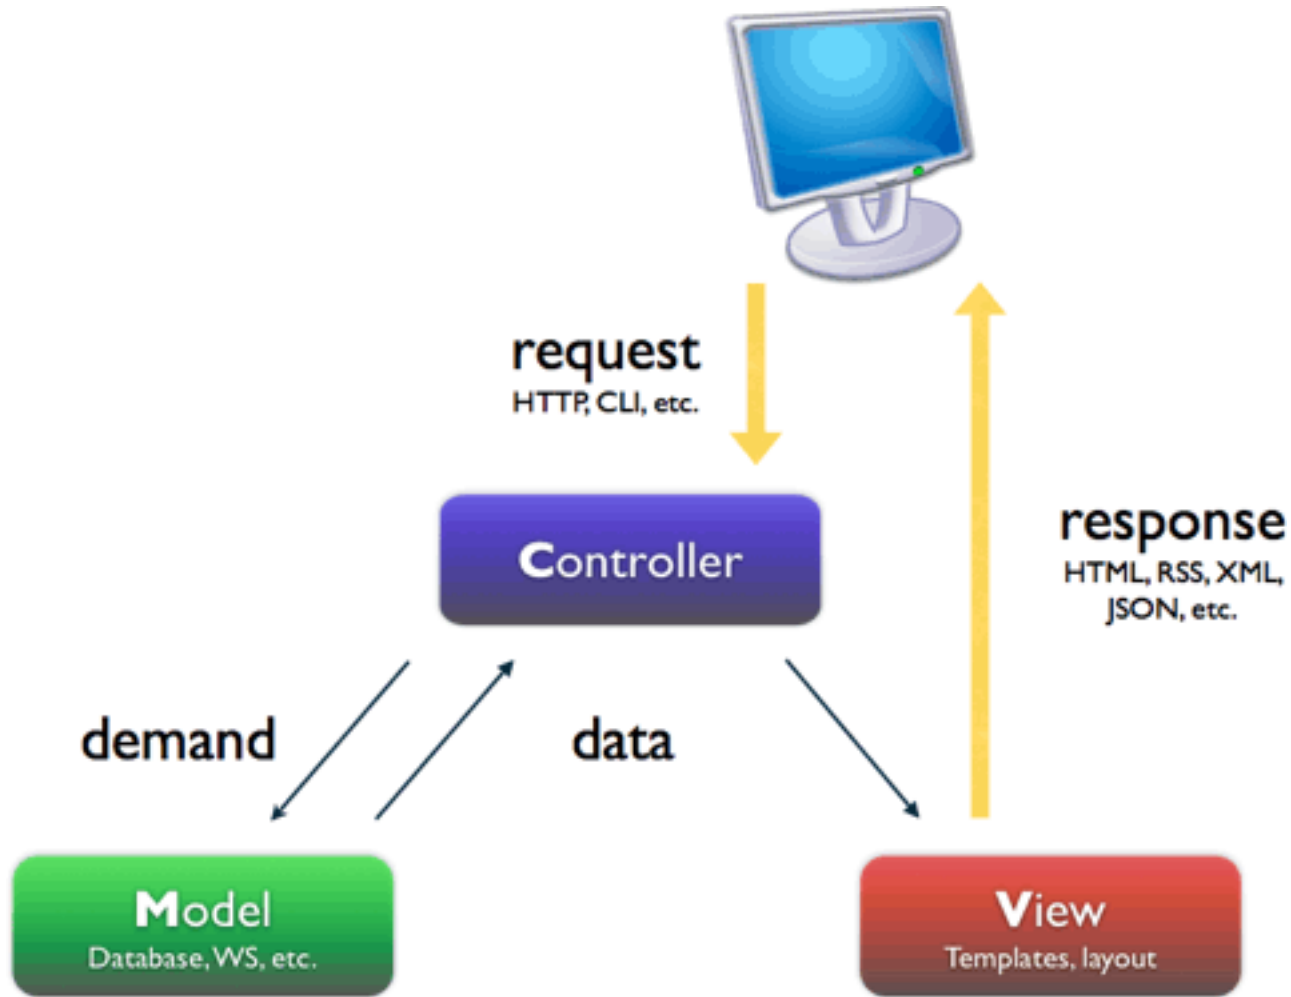 request
HTTP, CLI, etc.
Controller
response
HTML, RSS, XML,
JSON, etc.
demand
data
Model
Database, WS, etc.
View
Templates, layout